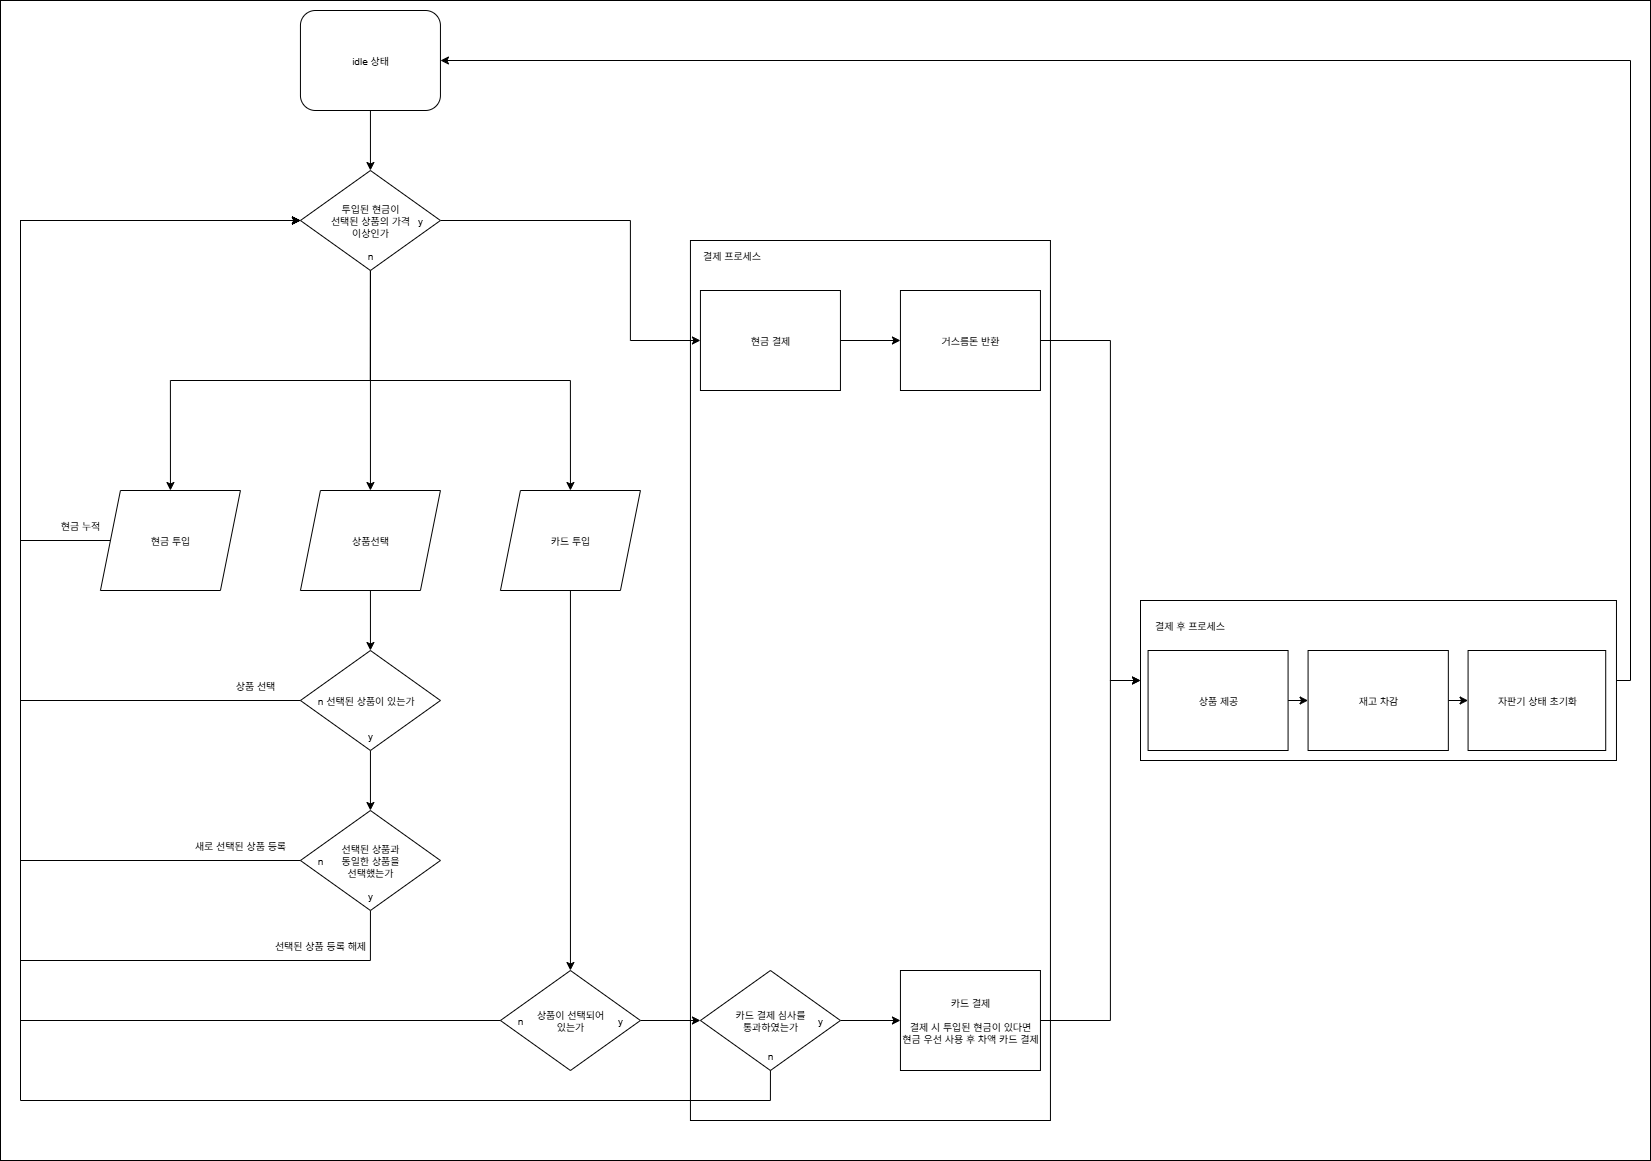 idle 상태
투입된 현금이
선택된 상품의 가격
이상인가
y
n
결제 프로세스
현금 결제
거스름돈 반환
현금 누적
현금 투입
상품선택
카드 투입
결제 후 프로세스
상품 제공
재고 차감
자판기 상태 초기화
상품 선택
n 선택된 상품이 있는가
y
새로 선택된 상품 등록
선택된 상품과
동일한 상품을
선택했는가
n
y
선택된 상품 등록 해제
상품이 선택되어
있는가
n
y
카드 결제 심사를
통과하였는가
y
n
카드 결제
결제 시 투입된 현금이 있다면
현금 우선 사용 후 차액 카드 결제